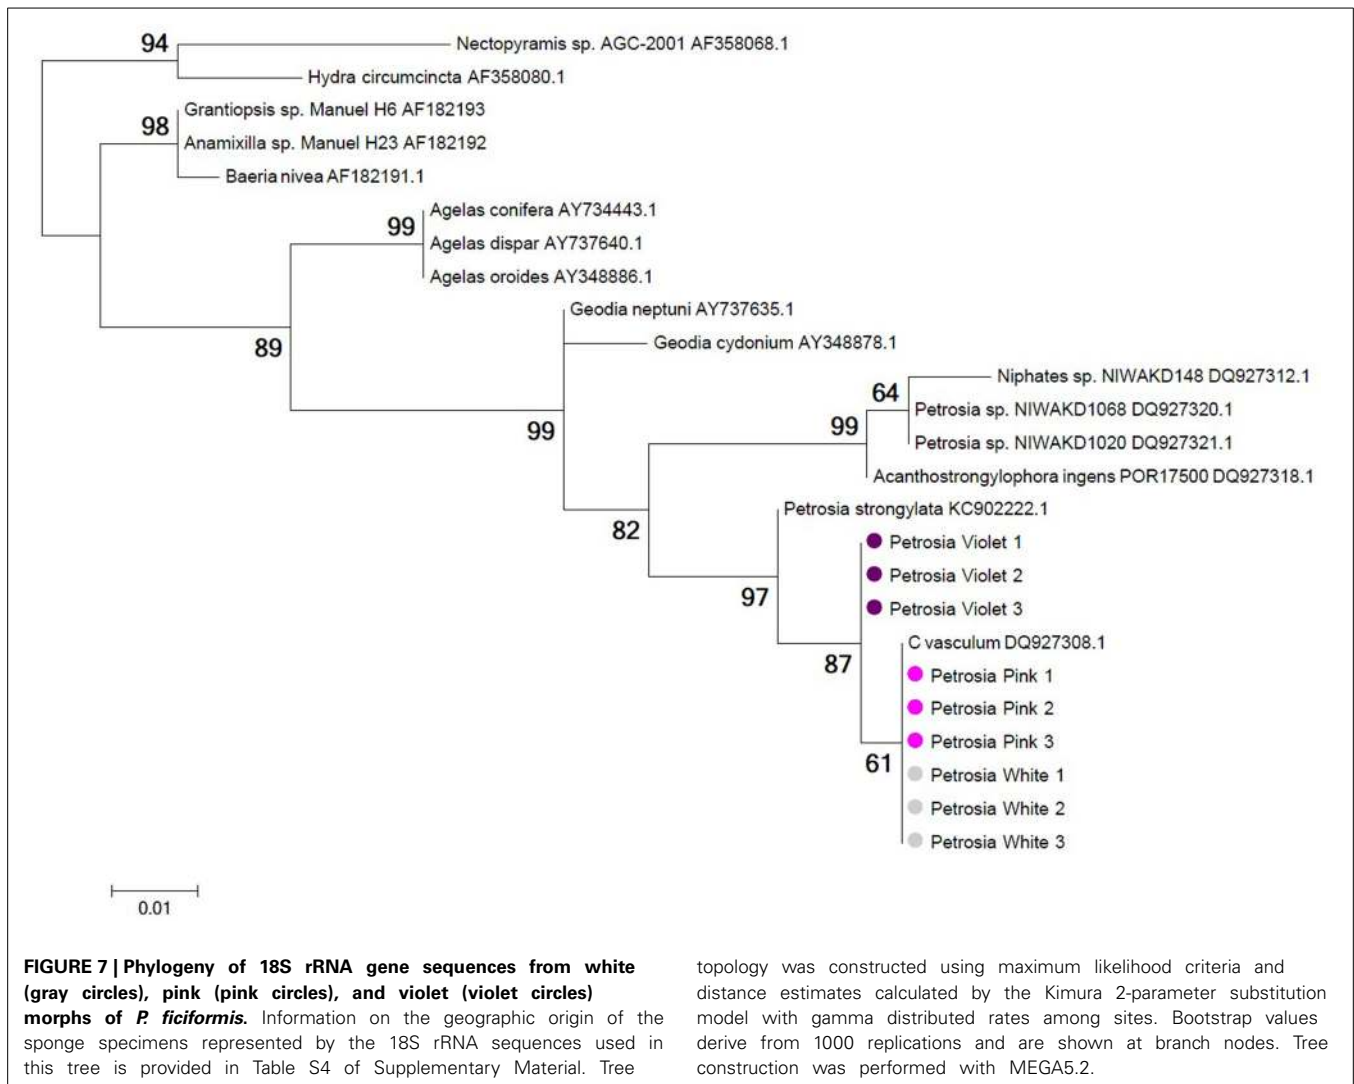 94
Nectopyramis sp. AGC-2001 AF358068.1
Hydra circumcincta AF358080.1
Grantiopsis sp. Manuel H6 AF182193
98
Anamixilla sp. Manuel H23 AF182192
Baeria nivea AF182191.1
Agelas conifera AY734443.1
99
Agelas dispar AY737640.1
Agelas oroides AY348886.1
Geodia neptuni AY737635.1
89
Geodia cydonium AY348878.1
Niphates sp. NIWAKD148 DQ927312.1
64
Petrosia sp. NIWAKD1068 DQ927320.1
99
99
Petrosia sp. NIWAKD1020 DQ927321.1
Acanthostrongylophora ingens POR17500 DQ927318.1
Petrosia strongylata KC902222.1
82
Petrosia Violet 1
Petrosia Violet 2
97
Petrosia Violet 3
C vasculum DQ927308.1
87
Petrosia Pink 1
Petrosia Pink 2
Petrosia Pink 3
61
Petrosia White 1
Petrosia White 2
Petrosia White 3
0.01
FIGURE 7 | Phylogeny of 18S rRNA gene sequences from white
(gray circles), pink (pink circles), and violet (violet circles)
morphs of P. ficiformis. Information on the geographic origin of the
sponge specimens represented by the 18S rRNA sequences used in
this tree is provided in Table S4 of Supplementary Material. Tree
topology was constructed using maximum likelihood criteria and
distance estimates calculated by the Kimura 2-parameter substitution
model with gamma distributed rates among sites. Bootstrap values
derive from 1000 replications and are shown at branch nodes. Tree
construction was performed with MEGA5.2.